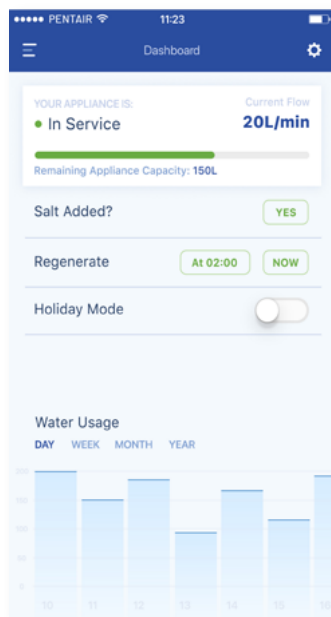 PENTAIR 11:23
Dashboard
YOUR APPLIANCE IS: Current Flow
In Service 20L/min
Remaining Appliance Capacity: 150L
Salt Added? YES
Regenerate At 02:00 NOW
Holiday Mode
Water Usage
DAY WEEK MONTH YEAR
100
0
10 11 12 13 14 15 16